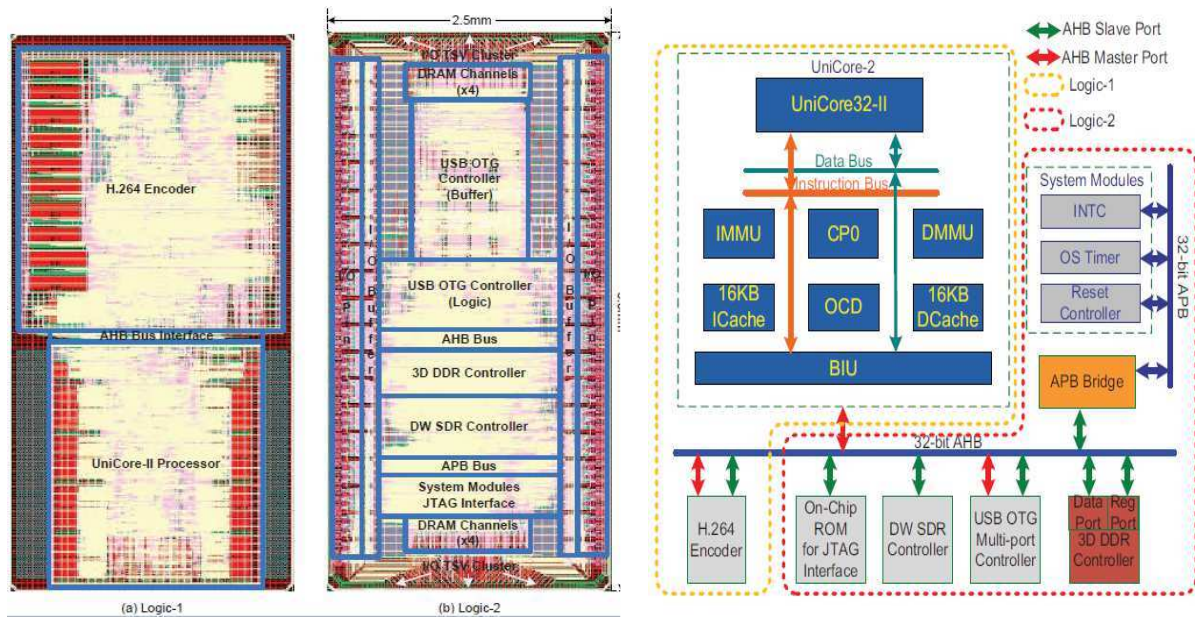 2.5mm
I/O TSV Cluster
DRAM Channels
(x4)
USB OTG
Controller
(Buffer)
USB OTG Controller
(Logic)
AHB Bus
3D DDR Controller
DW SDR Controller
APB Bus
System Modules
JTAG Interface
DRAM Channels
(x4)
I/O TSV Cluster
I/O Buffer
I/O Buffer
H.264 Encoder
AHB Bus Interface
UniCore-II Processor
(a) Logic-1
(b) Logic-2
AHB Slave Port
AHB Master Port
Logic-1
Logic-2
UniCore-2
UniCore32-II
Data Bus
Instruction Bus
IMMU
CP0
DMMU
16KB
ICache
OCD
16KB
DCache
BIU
System Modules
INTC
OS Timer
Reset
Controller
32-bit APB
APB Bridge
32-bit AHB
H.264
Encoder
On-Chip
ROM
for JTAG
Interface
DW SDR
Controller
USB OTG
Multi-port
Controller
Data
Port
Reg
Port
3D DDR
Controller